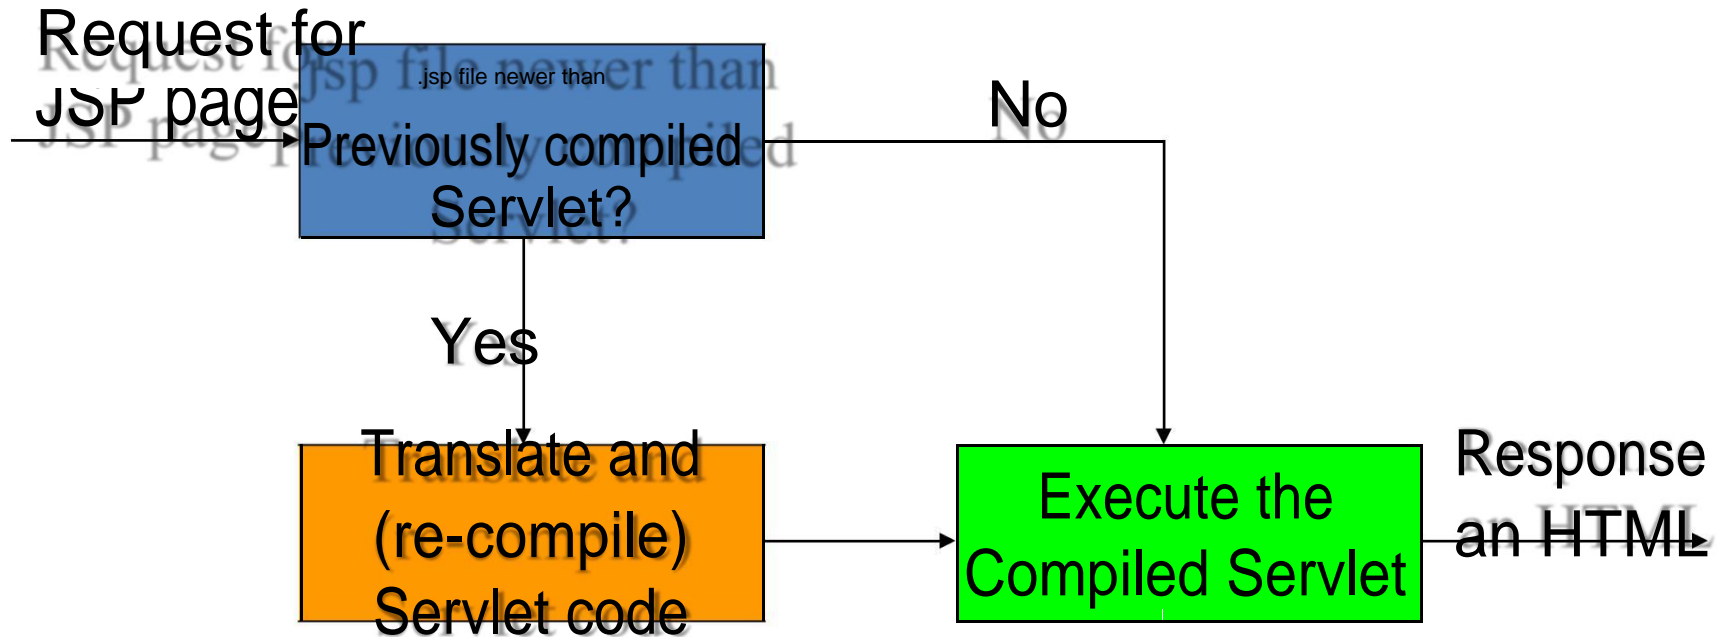 Request for
JSP page
.jsp file newer than
Previously compiled
Servlet?
No
Yes
Translate and
(re-compile)
Servlet code
Execute the
Compiled Servlet
Response
an HTML